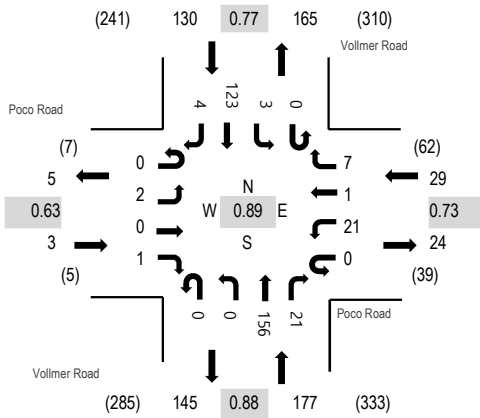 (241) 130 0.77 165 (310)
Vollmer Road
Poco Road
4 123 3 0
(7) 0 7 (62)
5 1 29
2 N
0.63 W 0.89 E 0.73
0 S 21
3 1 0 24
(5) (39)
0 0 156 21
Poco Road
Vollmer Road
(285) 145 0.88 177 (333)